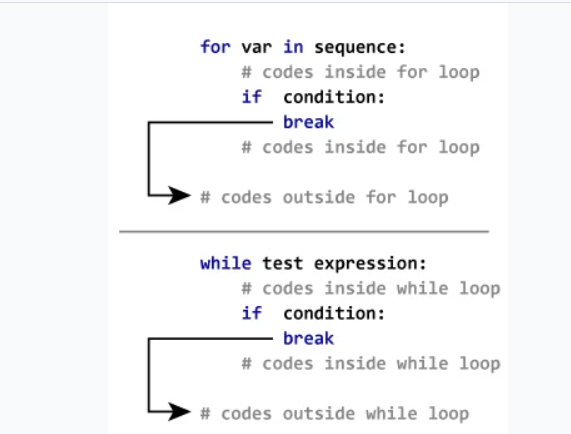 for var in sequence:
# codes inside for loop
if condition:
break
# codes inside for loop
# codes outside for loop
while test expression:
# codes inside while loop
if condition:
break
# codes inside while loop
# codes outside while loop